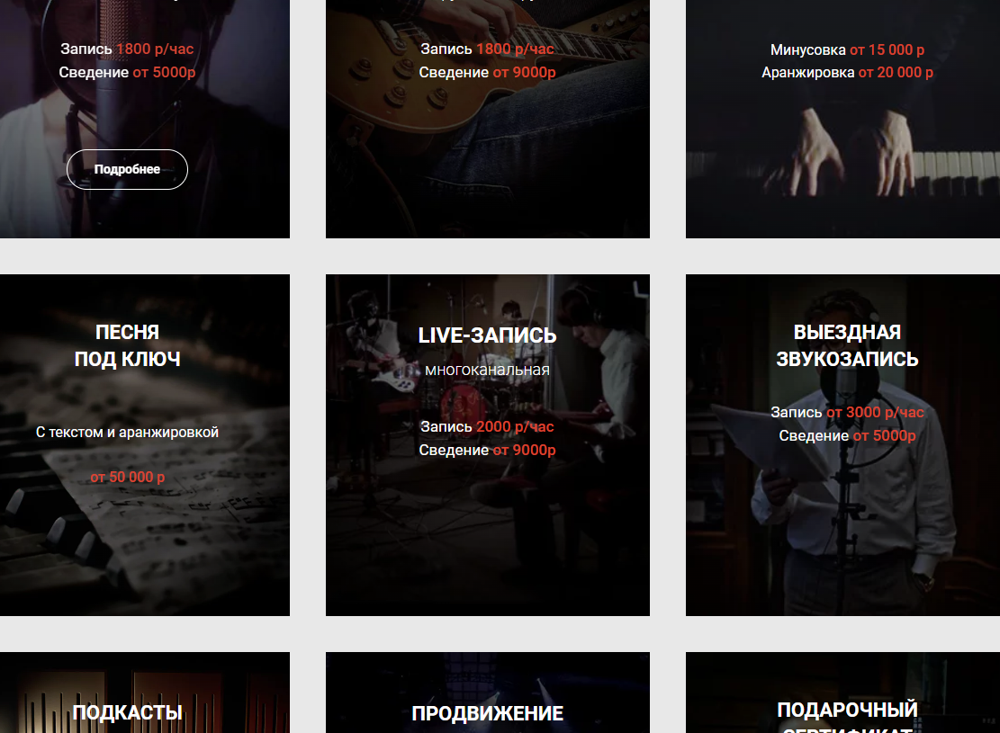 Запись 1800 р/час
Сведение от 5000р
Подробнее
Запись 1800 р/час
Сведение от 9000р
Минусовка от 15 000 р
Аранжировка от 20 000 р
ПЕСНЯ
ПОД КЛЮЧ
С текстом и аранжировкой
от 50 000 р
LIVE-ЗАПИСЬ
многоканальная
Запись 2000 р/час
Сведение от 9000р
ВЫЕЗДНАЯ
ЗВУКОЗАПИСЬ
Запись от 3000 р/час
Сведение от 5000р
ПОДКАСТЫ
ПРОДВИЖЕНИЕ
ПОДАРОЧНЫЙ
СЕРТИФИКАТ